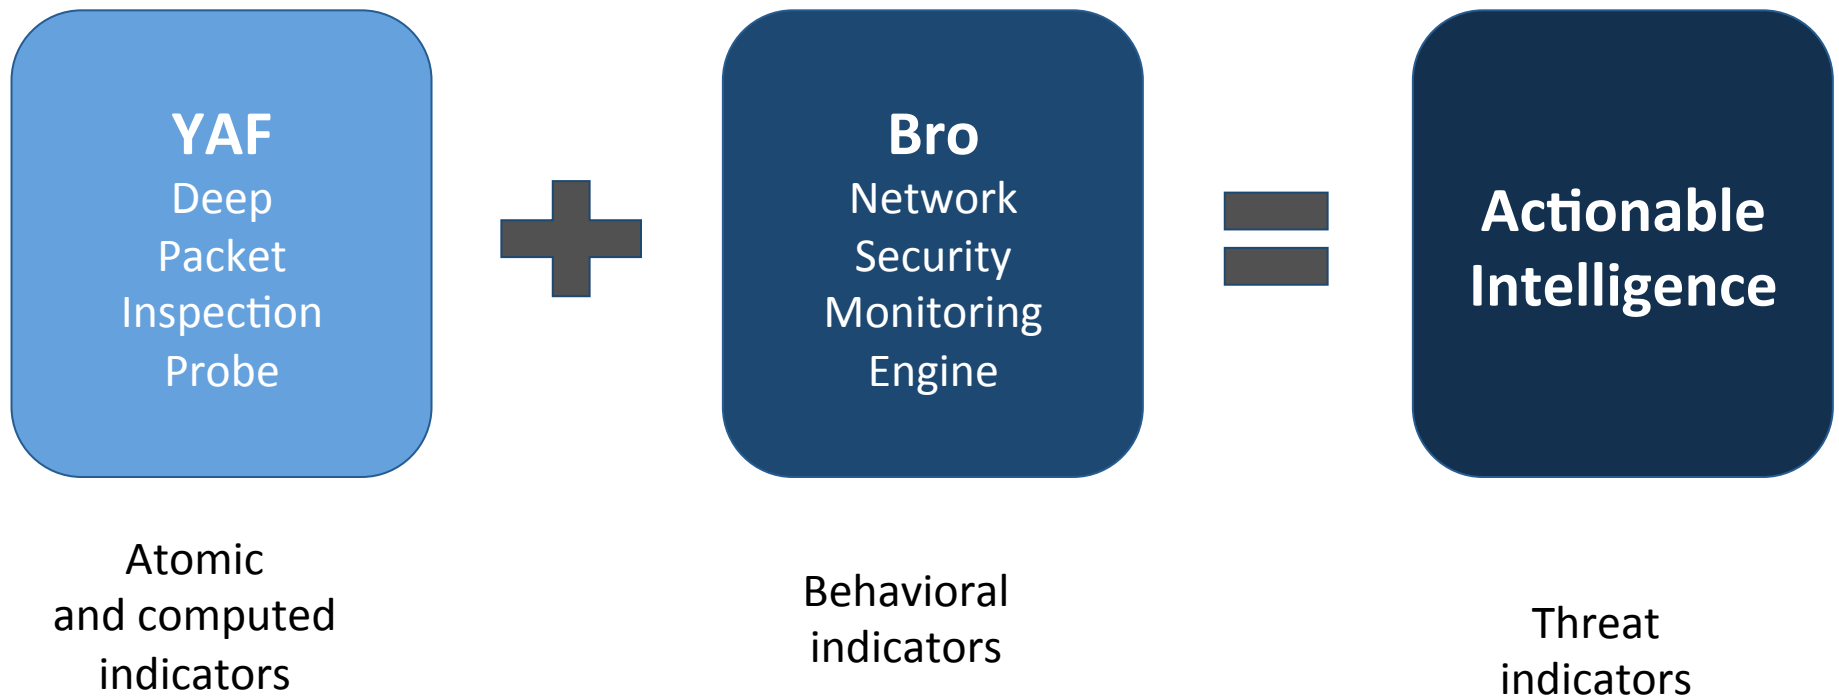 YAF
Deep
Packet
Inspection
Probe
Bro
Network
Security
Monitoring
Engine
Actionable
Intelligence
Atomic
and computed
indicators
Behavioral
indicators
Threat
indicators